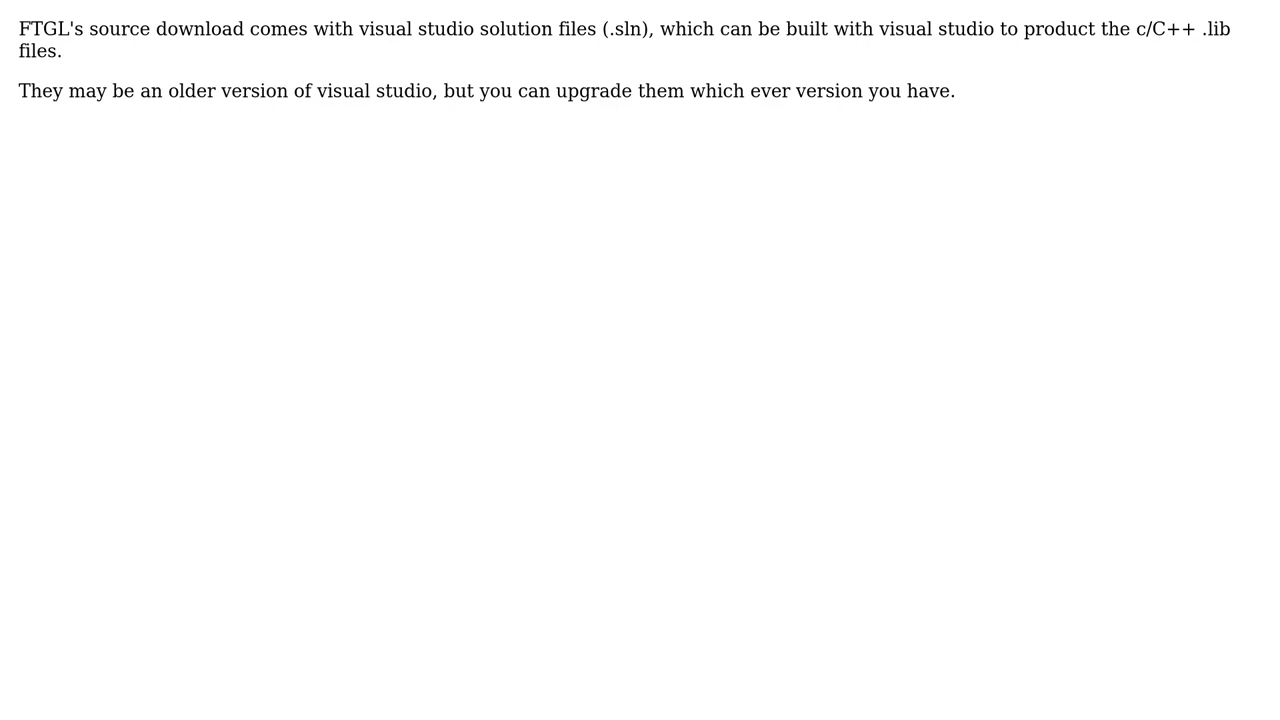 FTGL's source download comes with visual studio solution files (.sln), which can be built with visual studio to product the c/C++ .lib
files.
They may be an older version of visual studio, but you can upgrade them which ever version you have.